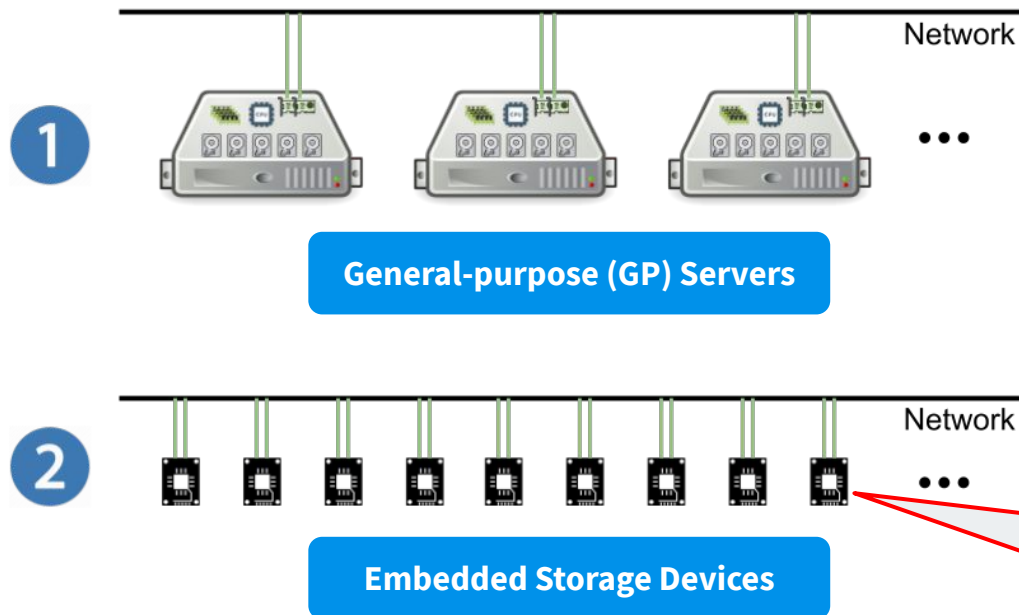 Network
1
•••
General-purpose (GP) Servers
Network
2
•••
Embedded Storage Devices